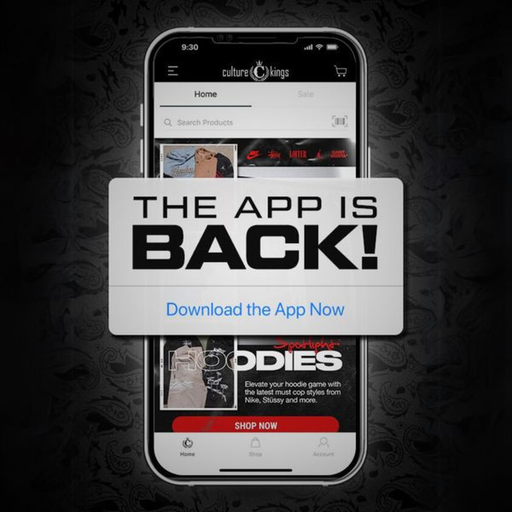 9:30
culture C kings
Home
Sale
Search Products
THE APP IS
BACK!
Download the App Now
Spotlight
HOODIES
Elevate your hoodie game with
the latest must cop styles from
Nike, Stüssy and more.
SHOP NOW
Home
Shop
Account